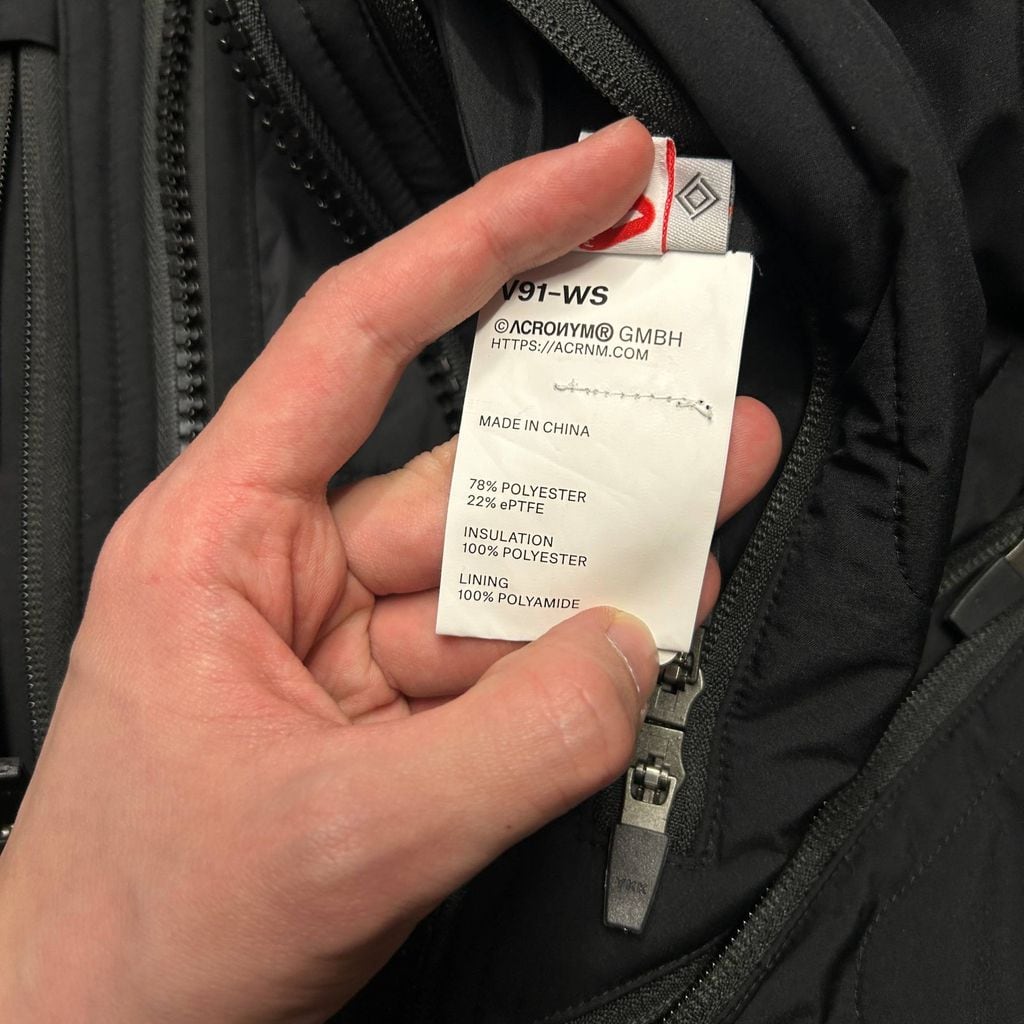 V91-WS
©ACRONYM® GMBH
HTTPS://ACRNM.COM
MADE IN CHINA
78% POLYESTER
22% ePTFE
INSULATION
100% POLYESTER
LINING
100% POLYAMIDE
YKK